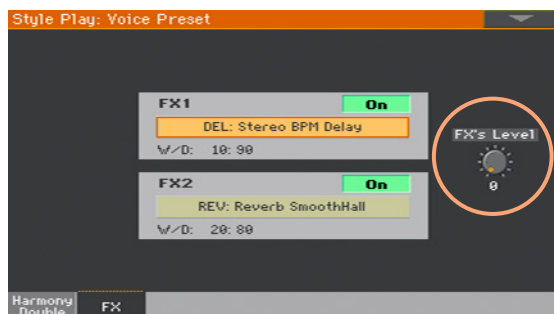 Style Play: Voice Preset
FX1
On
DEL: Stereo BPM Delay
W/D: 10:90
FX's Level
0
FX2
On
REV: Reverb SmoothHall
W/D: 20:80
Harmony
Double
FX